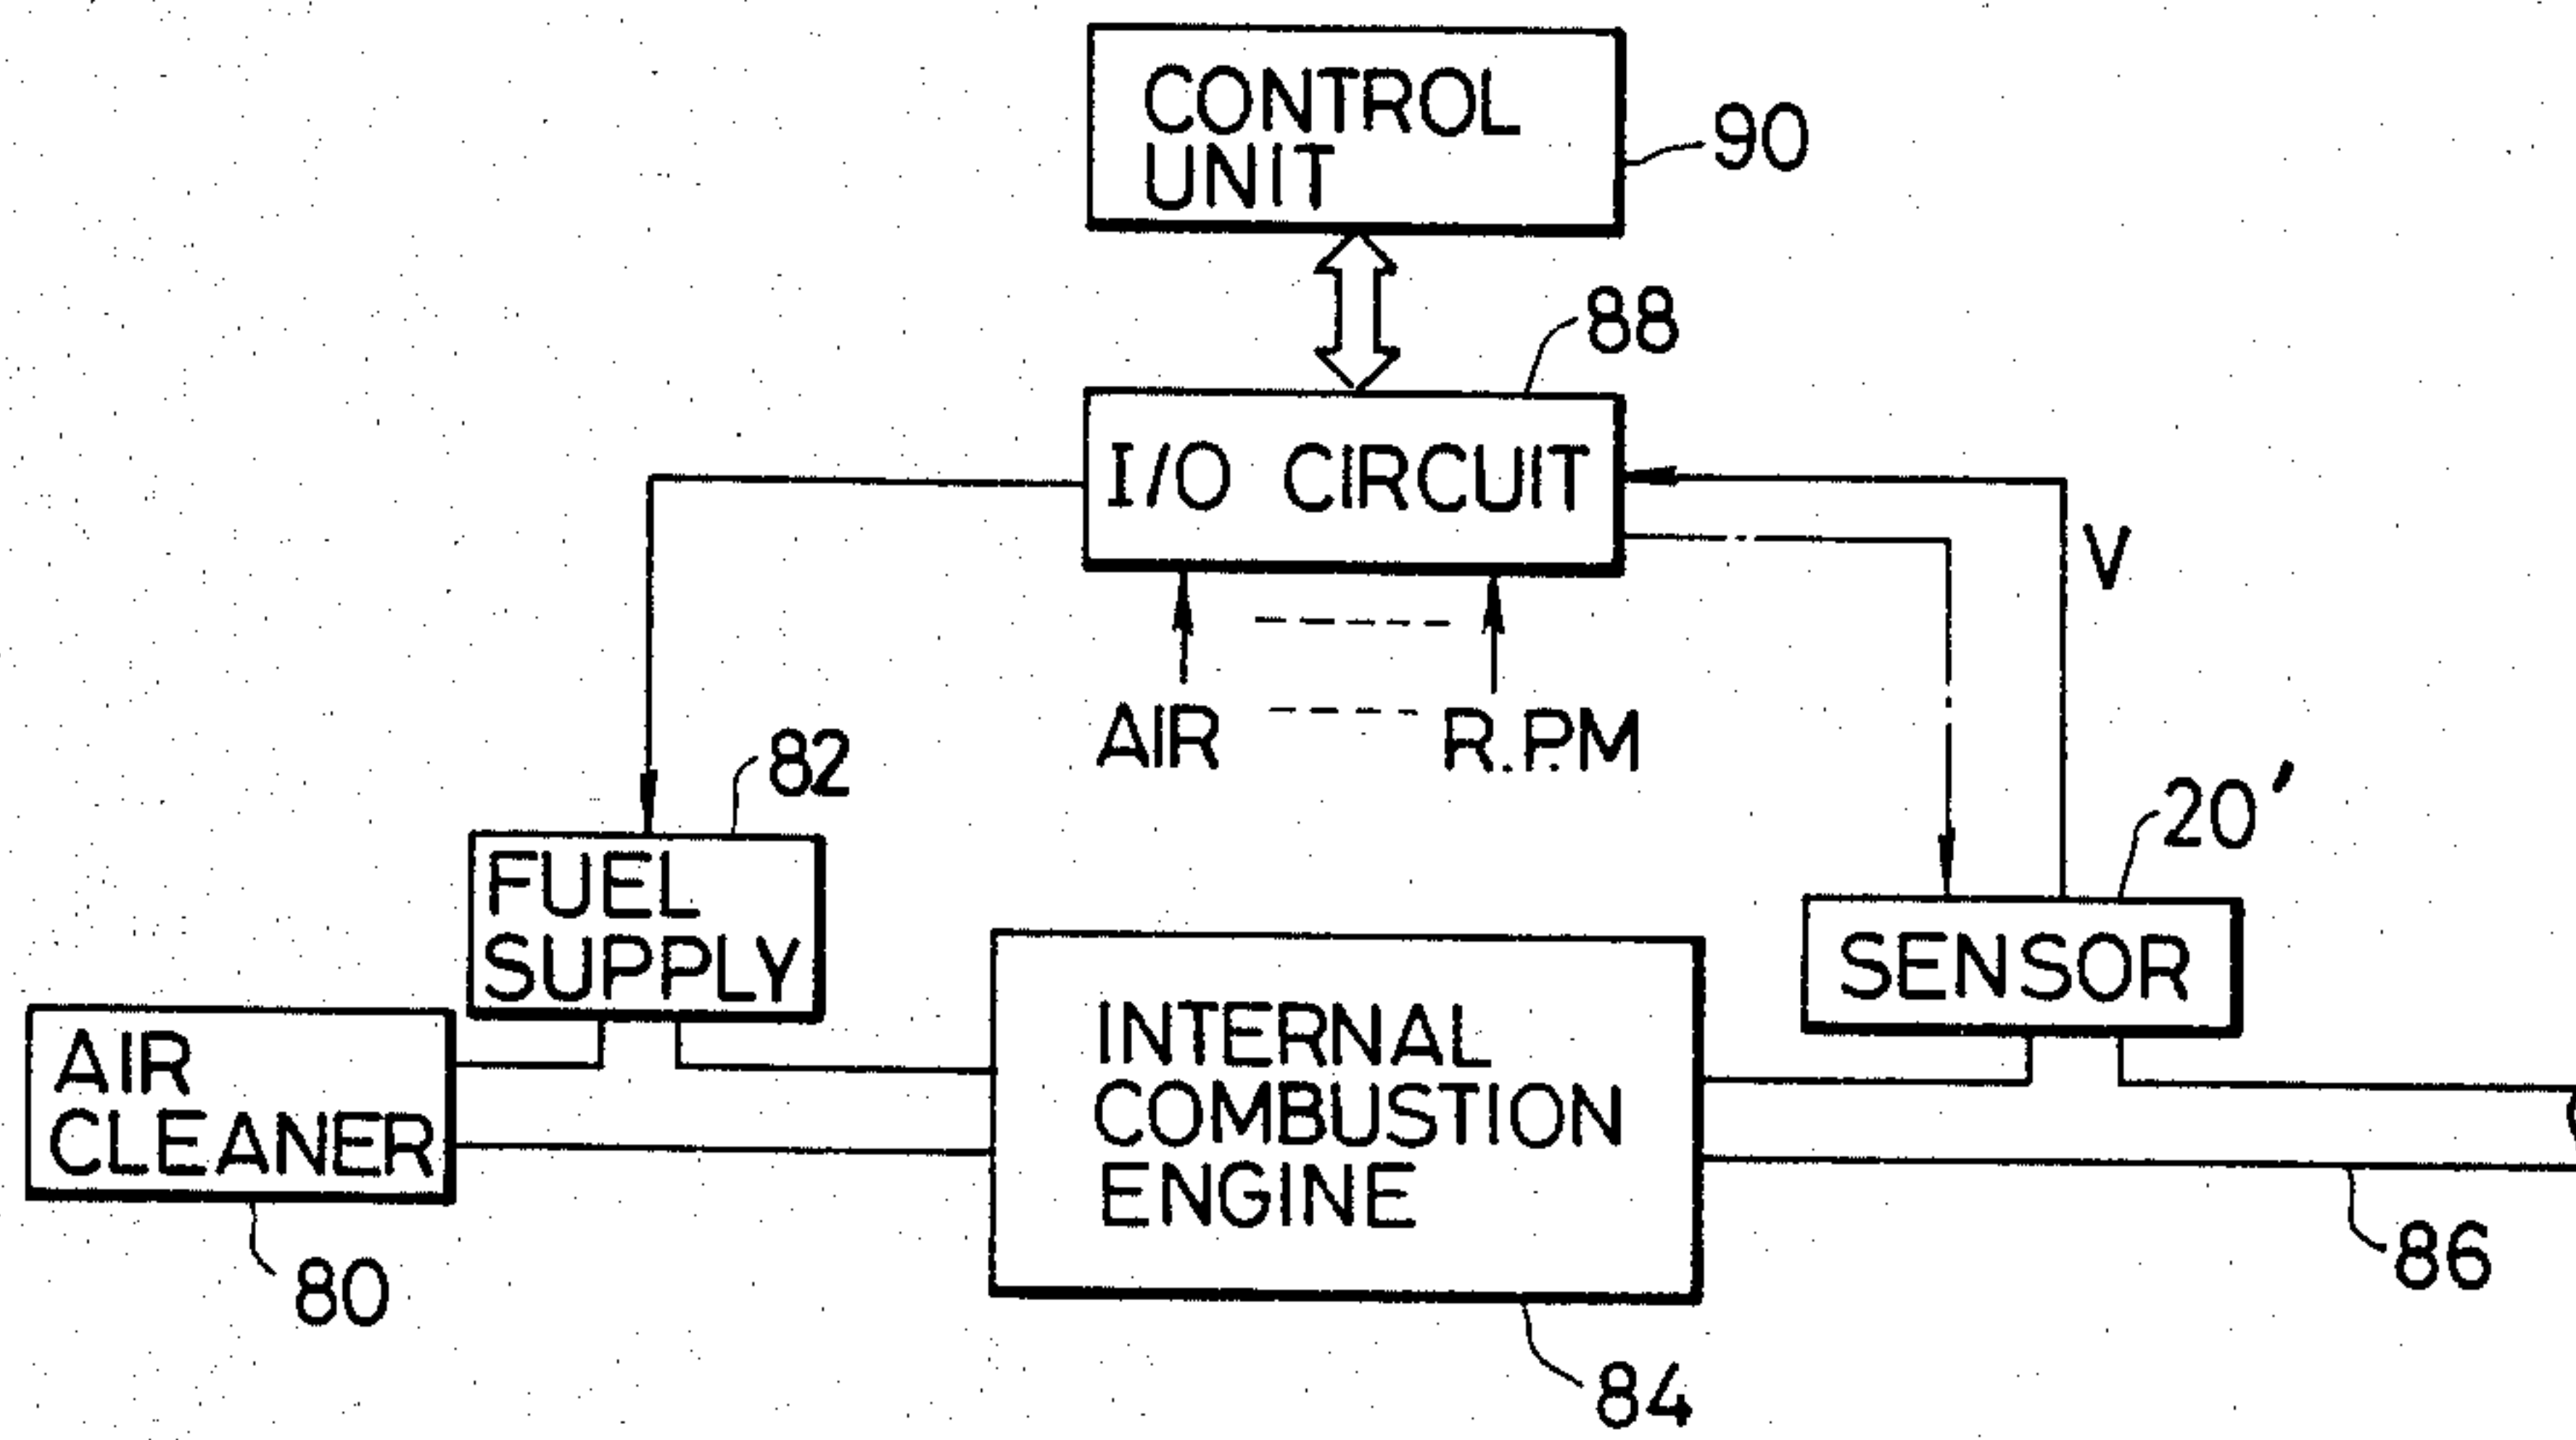 CONTROL
UNIT
90
88
I/O CIRCUIT
V
AIR
R.P.M
82
20'
FUEL
SUPPLY
SENSOR
AIR
CLEANER
INTERNAL
COMBUSTION
ENGINE
80
86
84